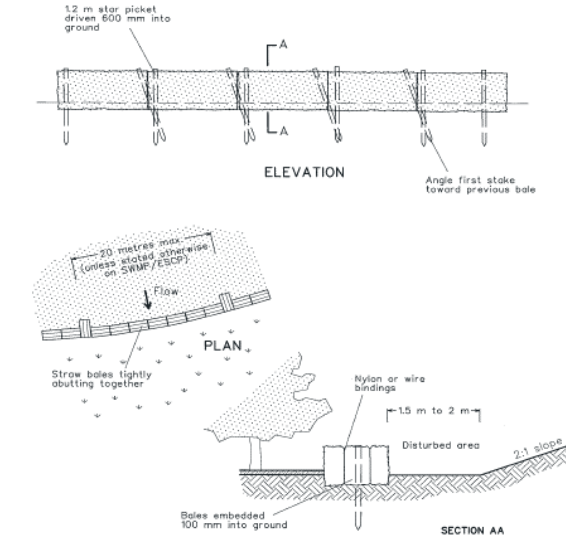 1.2 m star picket
driven 600 mm into
ground
A
A
ELEVATION
Angle first stake
toward previous bale
20 metres max.
(unless stated otherwise
on SWMP/ESCP)
Flow
PLAN
Straw bales tightly
abutting together
Nylon or wire
bindings
1.5 m to 2 m
Disturbed area
2:1 slope
Bales embedded
100 mm into ground
SECTION AA